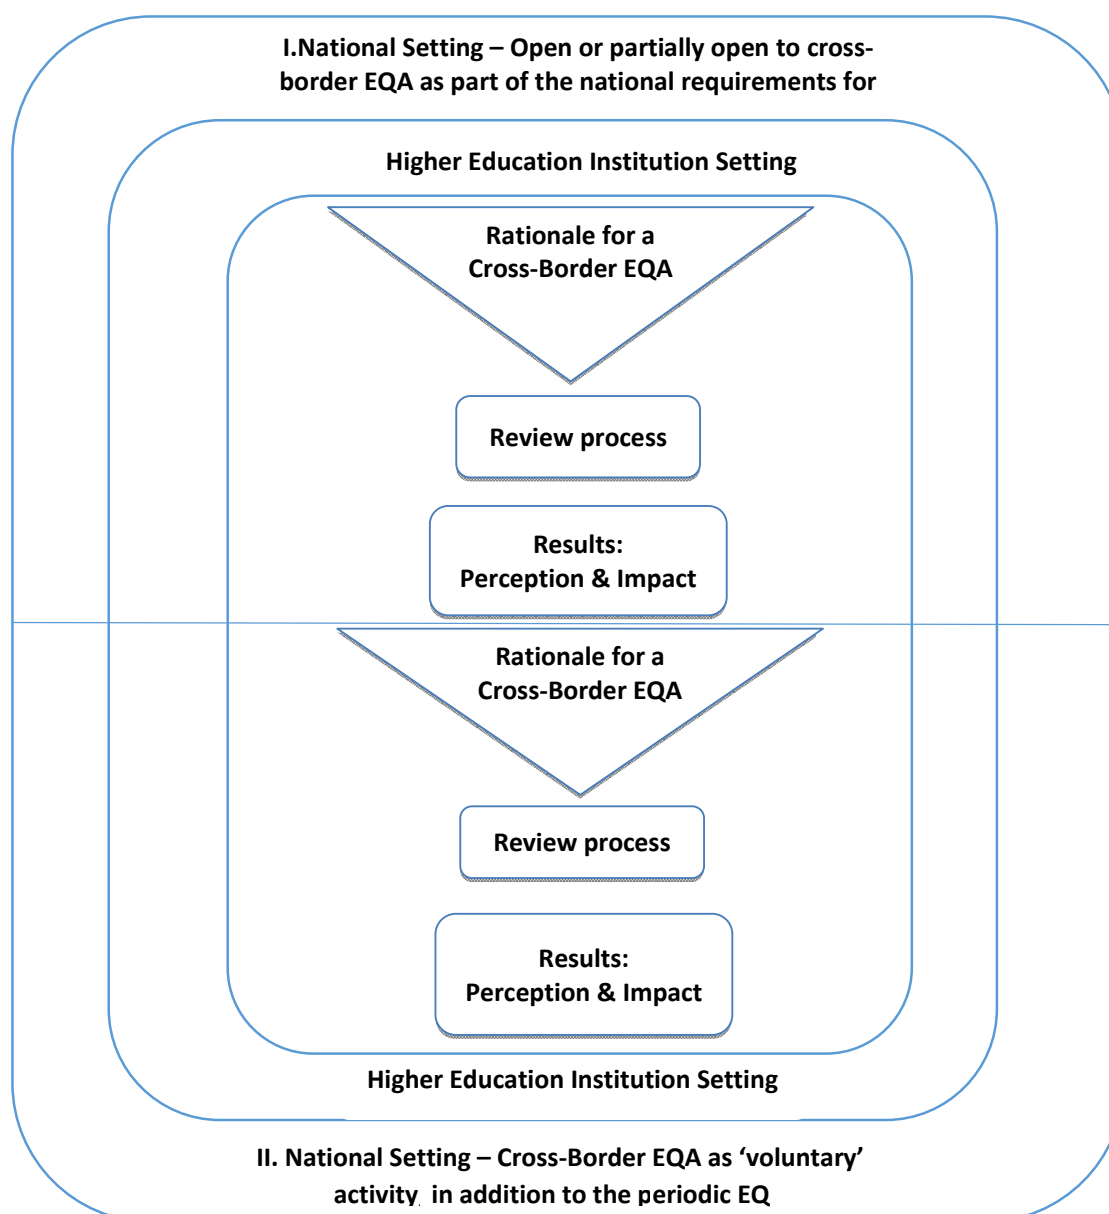 I.National Setting – Open or partially open to cross-
border EQA as part of the national requirements for
Higher Education Institution Setting
Rationale for a
Cross-Border EQA
Review process
Results:
Perception & Impact
Rationale for a
Cross-Border EQA
Review process
Results:
Perception & Impact
Higher Education Institution Setting
II. National Setting – Cross-Border EQA as ‘voluntary’
activity in addition to the periodic EQ